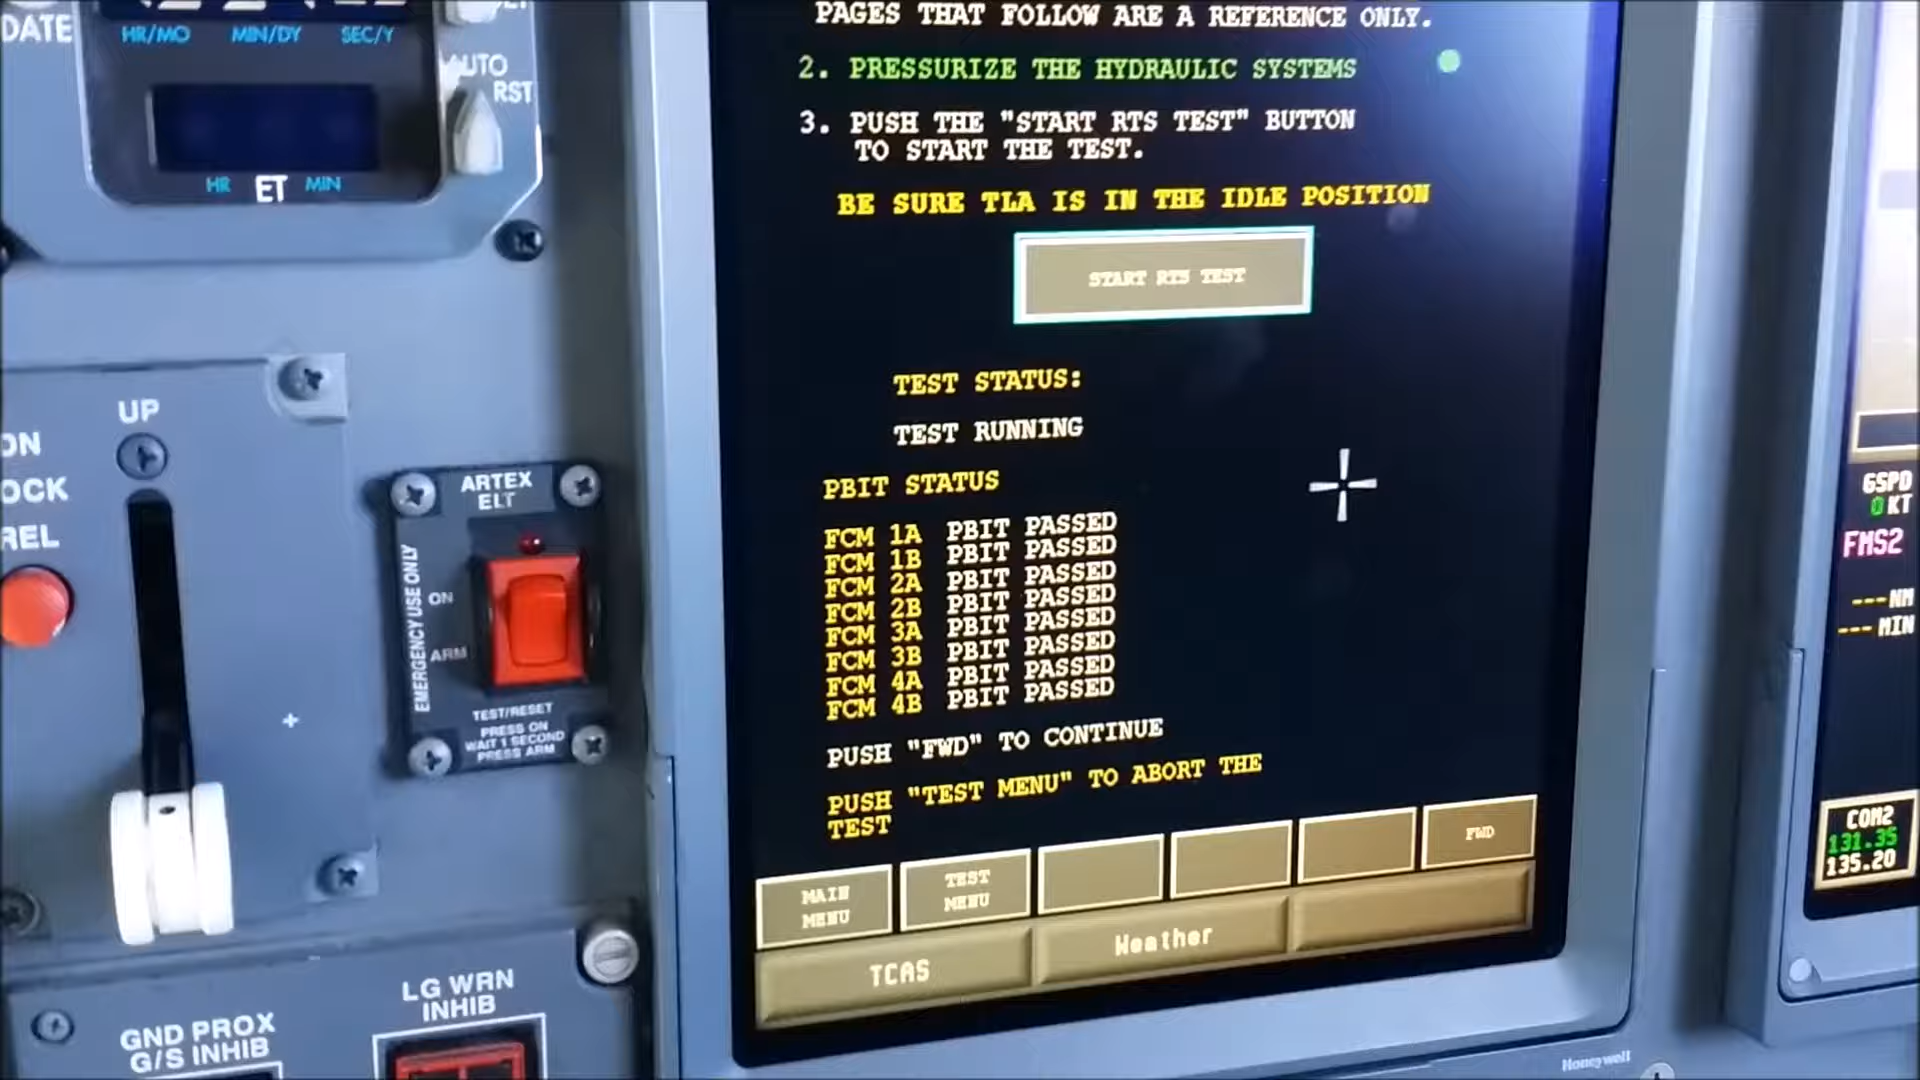 DATE
HR/MO MIN/DY SEC/Y
AUTO
RST
HR ET MIN
UP
ARTEX
ELT
EMERGENCY USE ONLY
ON
ARM
TEST/RESET
PRESS ON
WAIT 1 SECOND
PRESS ARM
LG WRN
INHIB
GND PROX
G/S INHIB
PAGES THAT FOLLOW ARE A REFERENCE ONLY.
2. PRESSURIZE THE HYDRAULIC SYSTEMS
3. PUSH THE "START RTS TEST" BUTTON
TO START THE TEST.
BE SURE TLA IS IN THE IDLE POSITION
START RTS TEST
TEST STATUS:
TEST RUNNING
PBIT STATUS
FCM 1A PBIT PASSED
FCM 1B PBIT PASSED
FCM 2A PBIT PASSED
FCM 2B PBIT PASSED
FCM 3A PBIT PASSED
FCM 3B PBIT PASSED
FCM 4A PBIT PASSED
FCM 4B PBIT PASSED
PUSH "FWD" TO CONTINUE
PUSH "TEST MENU" TO ABORT THE
TEST
MAIN
MENU
TEST
MENU
FWD
TCAS
Weather
Honeywell
GSPD
0 KT
FMS2
---NM
---MIN
COM2
131.35
135.20